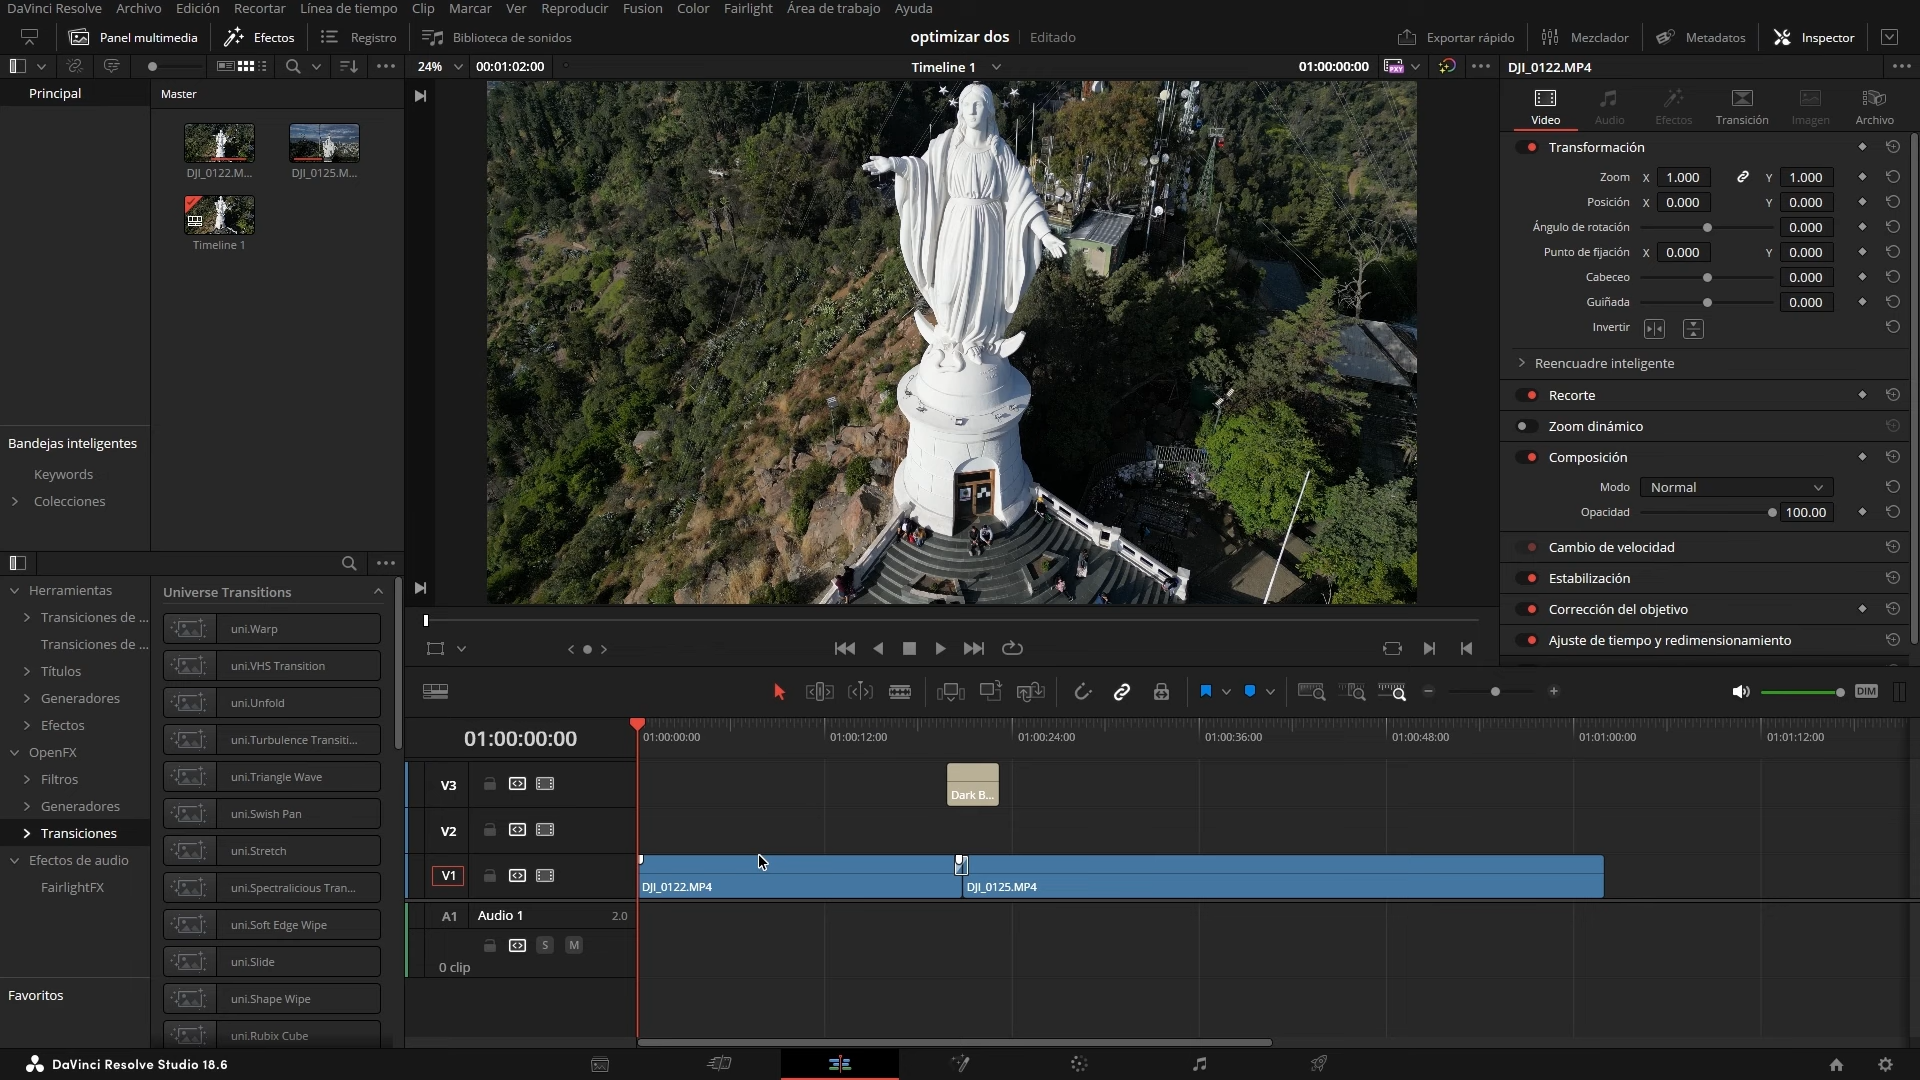 DaVinci Resolve Archivo Edición Recortar Línea de tiempo Clip Marcar Ver Reproducir Fusion Color Fairlight Área de trabajo Ayuda
Panel multimedia Efectos Registro Biblioteca de sonidos optimizar dos Editado Exportar rápido Mezclador Metadatos Inspector
24% 00:01:02:00 Timeline 1 01:00:00:00 PXY DJI_0122.MP4
Principal Master
DJI_0122.M... DJI_0125.M...
Timeline 1
Bandejas inteligentes
Keywords
Colecciones
Video Audio Efectos Transición Imagen Archivo
Transformación
Zoom X 1.000 Y 1.000
Posición X 0.000 Y 0.000
Ángulo de rotación 0.000
Punto de fijación X 0.000 Y 0.000
Cabeceo 0.000
Guiñada 0.000
Invertir
Reencuadre inteligente
Recorte
Zoom dinámico
Composición
Modo Normal
Opacidad 100.00
Cambio de velocidad
Estabilización
Corrección del objetivo
Ajuste de tiempo y redimensionamiento
Herramientas
Transiciones de ...
Transiciones de ...
Títulos
Generadores
Efectos
OpenFX
Filtros
Generadores
Transiciones
Efectos de audio
FairlightFX
Favoritos
Universe Transitions
uni.Warp
uni.VHS Transition
uni.Unfold
uni.Turbulence Transiti...
uni.Triangle Wave
uni.Swish Pan
uni.Stretch
uni.Spectralicious Tran...
uni.Soft Edge Wipe
uni.Slide
uni.Shape Wipe
uni.Rubix Cube
DIM
01:00:00:00 01:00:00:00 01:00:12:00 01:00:24:00 01:00:36:00 01:00:48:00 01:01:00:00 01:01:12:00
V3 Dark B...
V2
V1 DJI_0122.MP4 DJI_0125.MP4
A1 Audio 1 2.0
S M
0 clip
DaVinci Resolve Studio 18.6